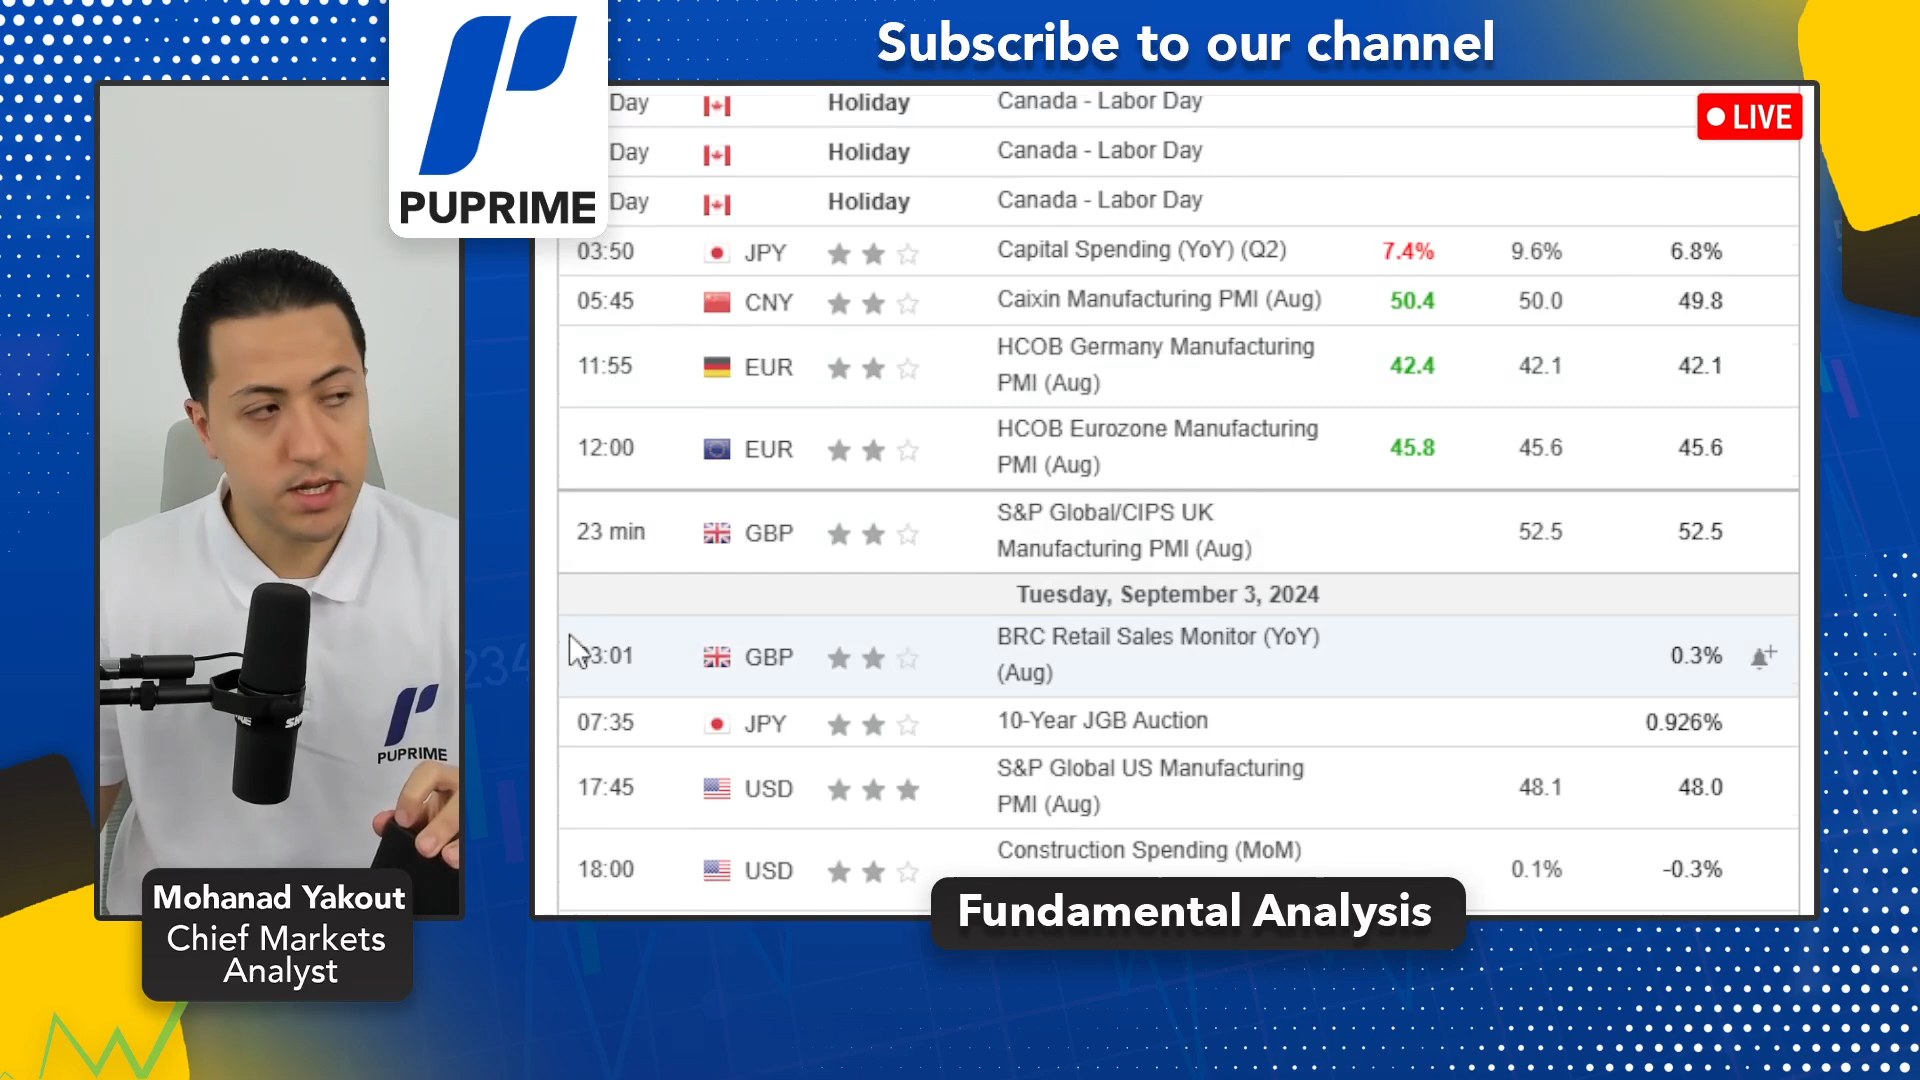 Subscribe to our channel
PUPRIME
LIVE
Day Holiday Canada - Labor Day
Day Holiday Canada - Labor Day
Day Holiday Canada - Labor Day
03:50 JPY Capital Spending (YoY) (Q2) 7.4% 9.6% 6.8%
05:45 CNY Caixin Manufacturing PMI (Aug) 50.4 50.0 49.8
11:55 EUR HCOB Germany Manufacturing
PMI (Aug) 42.4 42.1 42.1
12:00 EUR HCOB Eurozone Manufacturing
PMI (Aug) 45.8 45.6 45.6
23 min GBP S&P Global/CIPS UK
Manufacturing PMI (Aug) 52.5 52.5
Tuesday, September 3, 2024
3:01 GBP BRC Retail Sales Monitor (YoY)
(Aug) 0.3%
07:35 JPY 10-Year JGB Auction 0.926%
17:45 USD S&P Global US Manufacturing
PMI (Aug) 48.1 48.0
18:00 USD Construction Spending (MoM) 0.1% -0.3%
PUPRIME
Mohanad Yakout
Chief Markets
Analyst
Fundamental Analysis